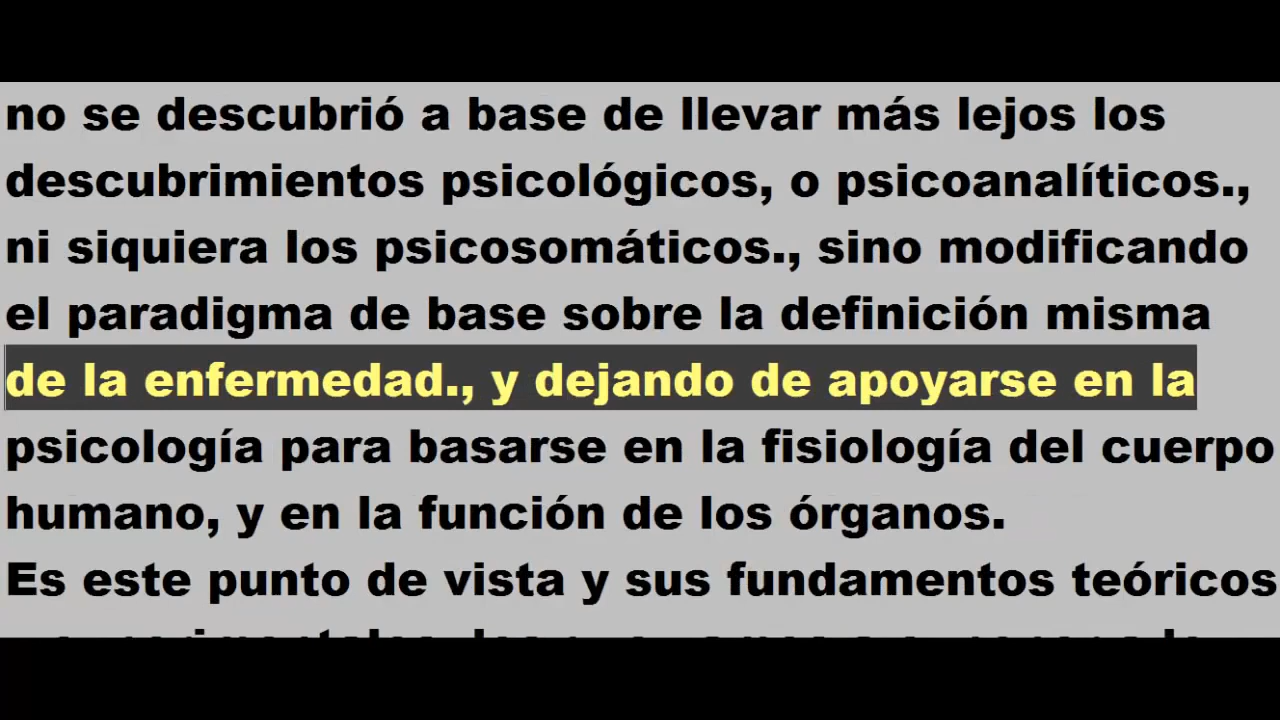 no se descubrió a base de llevar más lejos los
descubrimientos psicológicos, o psicoanalíticos.,
ni siquiera los psicosomáticos., sino modificando
el paradigma de base sobre la definición misma
de la enfermedad., y dejando de apoyarse en la
psicología para basarse en la fisiología del cuerpo
humano, y en la función de los órganos.
Es este punto de vista y sus fundamentos teóricos